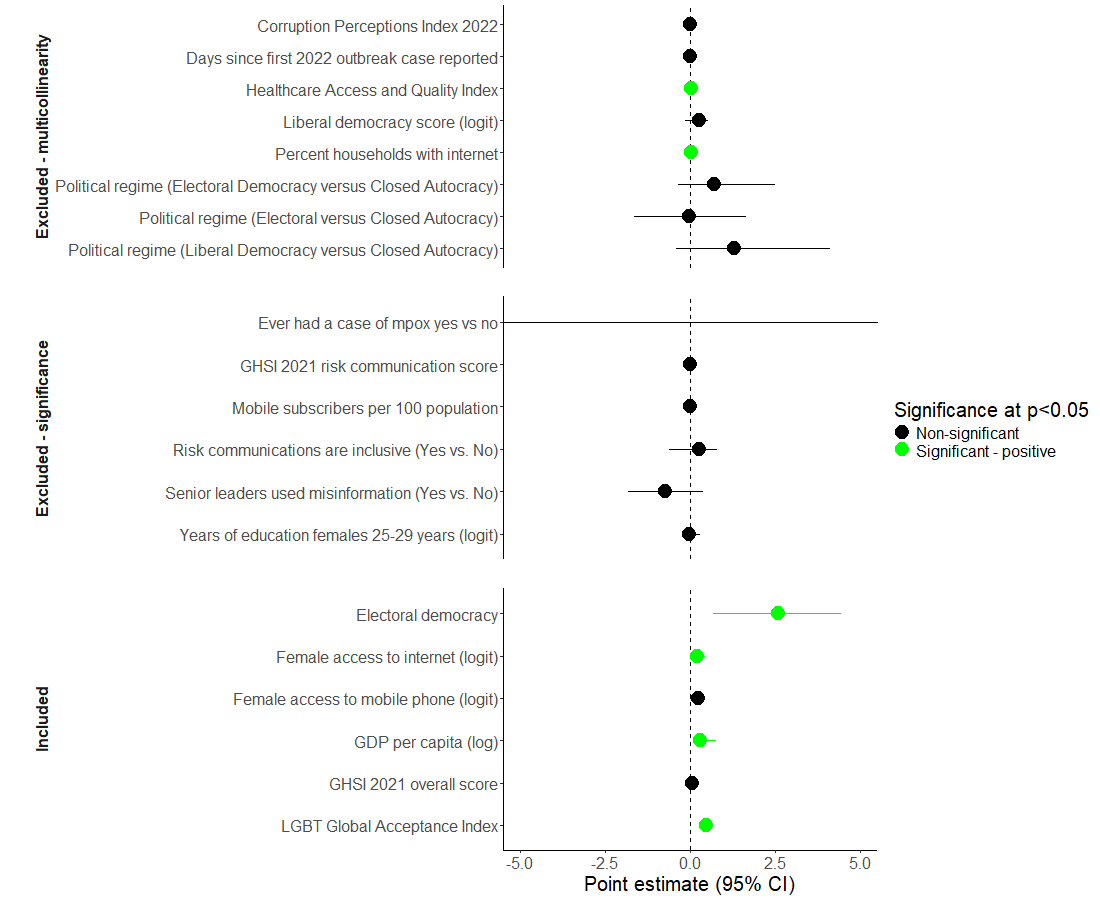 Excluded - multicollinearity
Corruption Perceptions Index 2022
Days since first 2022 outbreak case reported
Healthcare Access and Quality Index
Liberal democracy score (logit)
Percent households with internet
Political regime (Electoral Democracy versus Closed Autocracy)
Political regime (Electoral versus Closed Autocracy)
Political regime (Liberal Democracy versus Closed Autocracy)
Excluded - significance
Ever had a case of mpox yes vs no
GHSI 2021 risk communication score
Mobile subscribers per 100 population
Risk communications are inclusive (Yes vs. No)
Senior leaders used misinformation (Yes vs. No)
Years of education females 25-29 years (logit)
Included
Electoral democracy
Female access to internet (logit)
Female access to mobile phone (logit)
GDP per capita (log)
GHSI 2021 overall score
LGBT Global Acceptance Index
-5.0 -2.5 0.0 2.5 5.0
Point estimate (95% CI)
Significance at p<0.05
Non-significant
Significant - positive